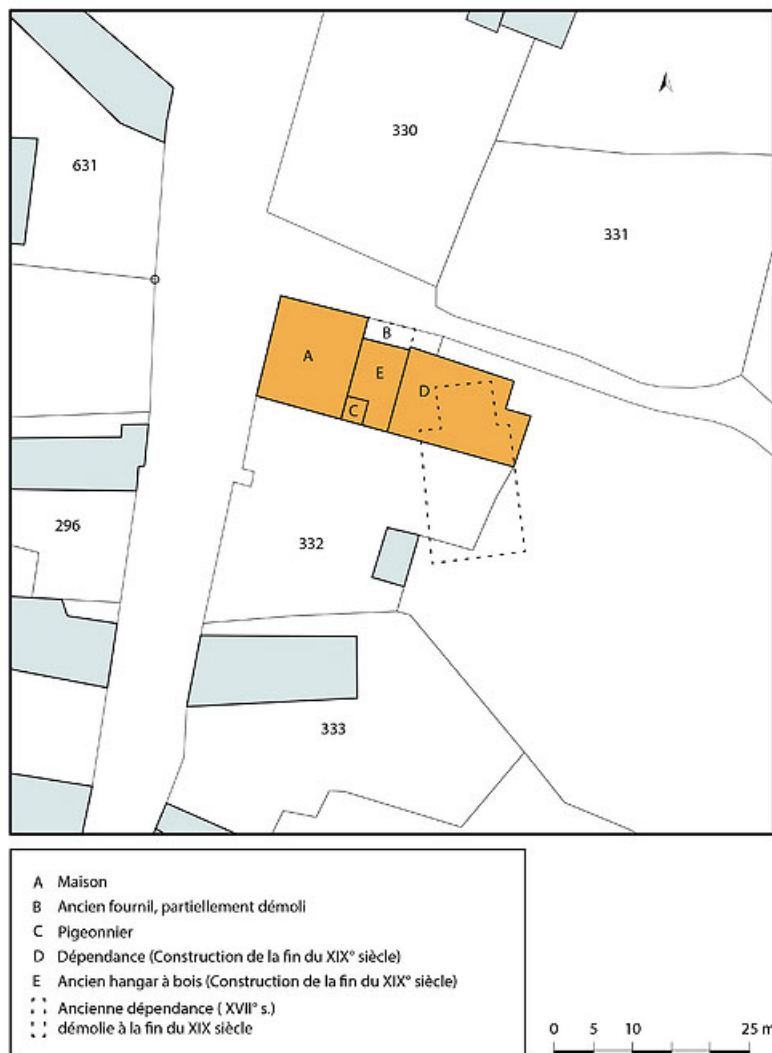 330
631
331
B
A
E
D
C
296
332
333
A Maison
B Ancien fournil, partiellement démoli
C Pigeonnier
D Dépendance (Construction de la fin du XIX° siècle)
E Ancien hangar à bois (Construction de la fin du XIX° siècle)
Ancienne dépendance ( XVII° s.)
démolie à la fin du XIX siècle
0 5 10 25 m